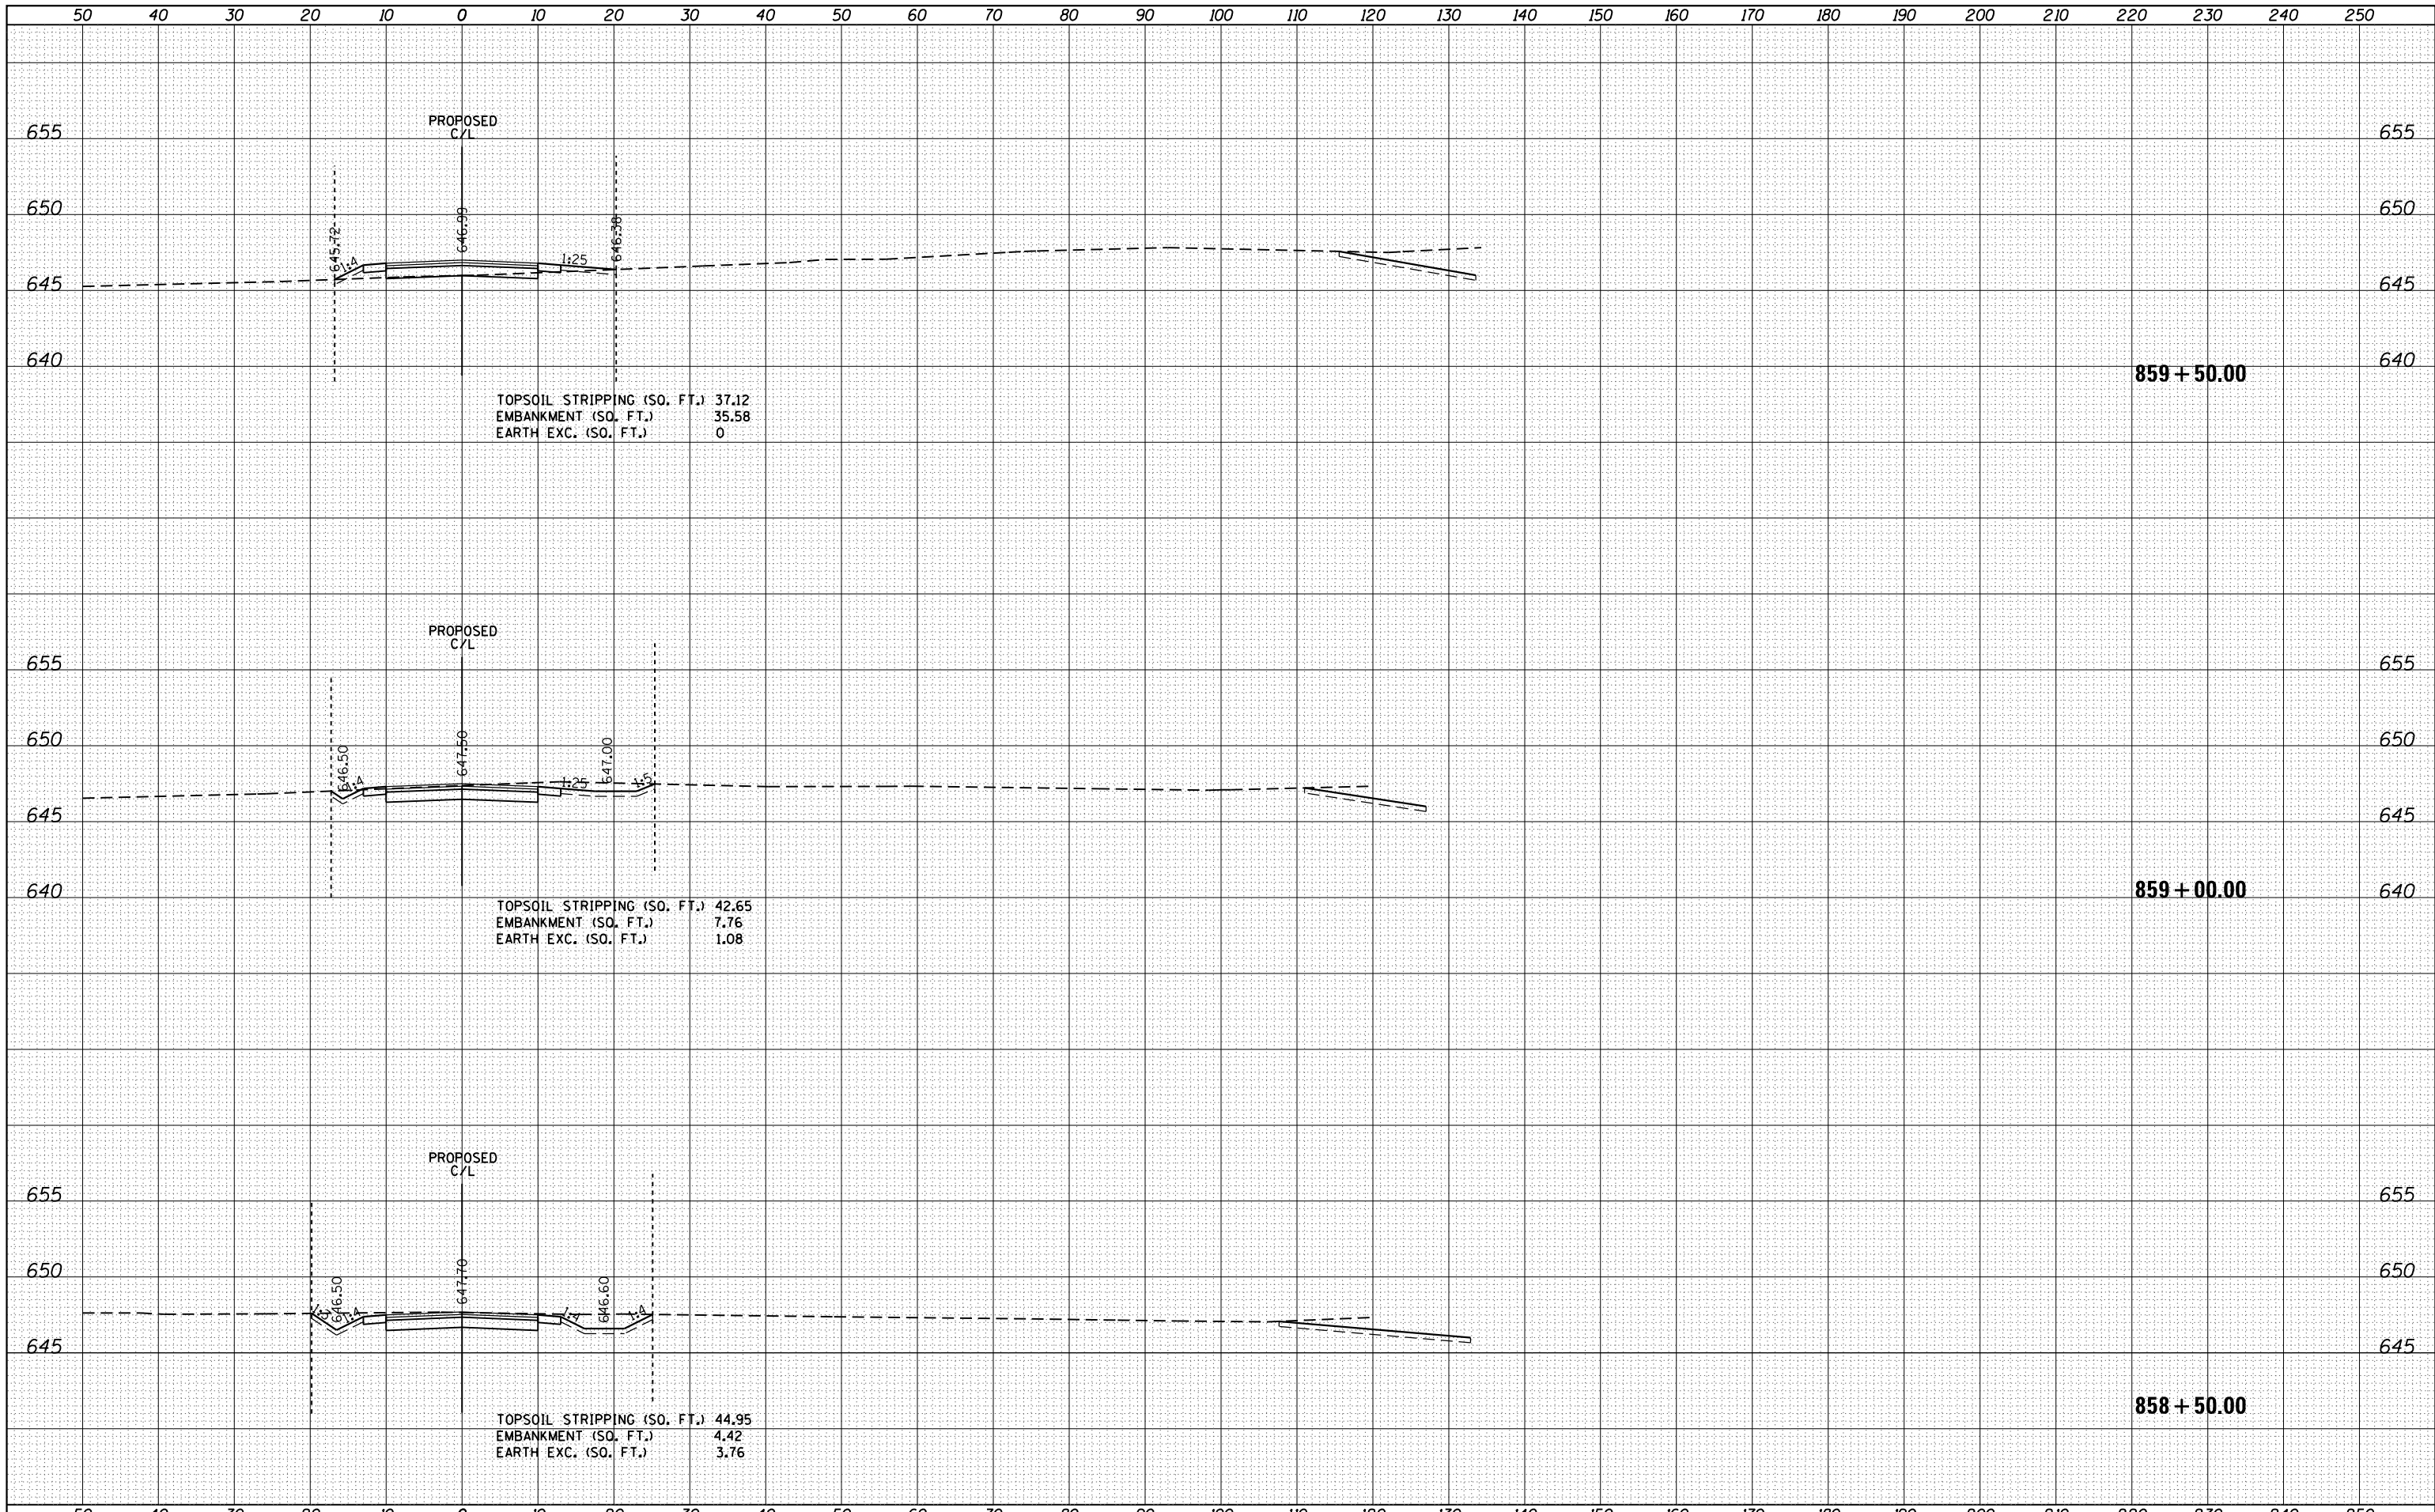 50 40 30 20 10 0 10 20 30 40 50 60 70 80 90 100 110 120 130 140 150 160 170 180 190 200 210 220 230 240 250
PROPOSED
C/L
655 655
650 650
645.72 646.99 646.38
1:4 1:25
645 645
640 640
859+50.00
TOPSOIL STRIPPING (SQ. FT.) 37.12
EMBANKMENT (SQ. FT.) 35.58
EARTH EXC. (SQ. FT.) 0
PROPOSED
C/L
655 655
650 650
646.50 647.50 647.00
1:4 1:25 1:5
645 645
640 640
859+00.00
TOPSOIL STRIPPING (SQ. FT.) 42.65
EMBANKMENT (SQ. FT.) 7.76
EARTH EXC. (SQ. FT.) 1.08
PROPOSED
C/L
655 655
650 650
646.50 647.70 646.60
1:4 1:4 1:4
645 645
858+50.00
TOPSOIL STRIPPING (SQ. FT.) 44.95
EMBANKMENT (SQ. FT.) 4.42
EARTH EXC. (SQ. FT.) 3.76